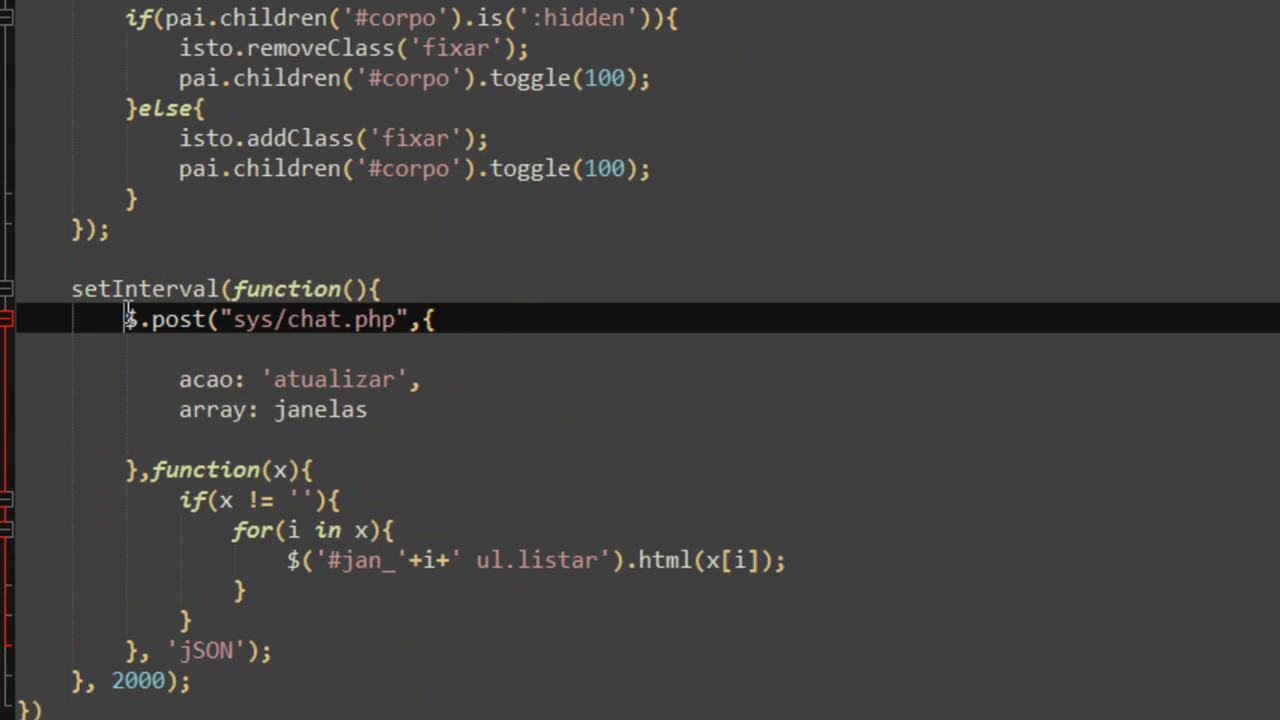 if(pai.children('#corpo').is(':hidden')){
isto.removeClass('fixar');
pai.children('#corpo').toggle(100);
}else{
isto.addClass('fixar');
pai.children('#corpo').toggle(100);
}
});
setInterval(function(){
$.post("sys/chat.php",{
acao: 'atualizar',
array: janelas
},function(x){
if(x != ''){
for(i in x){
$('#jan_'+i+' ul.listar').html(x[i]);
}
}
}, 'jSON');
}, 2000);
})